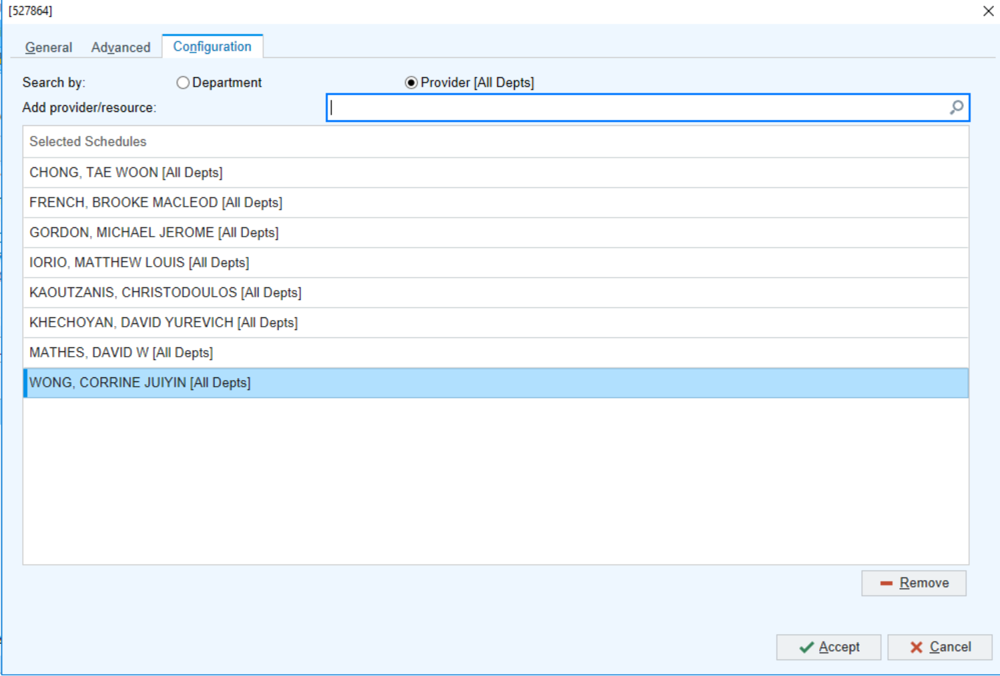 [527864]
General Advanced Configuration
Search by: Department Provider [All Depts]
Add provider/resource:
Selected Schedules
CHONG, TAE WOON [All Depts]
FRENCH, BROOKE MACLEOD [All Depts]
GORDON, MICHAEL JEROME [All Depts]
IORIO, MATTHEW LOUIS [All Depts]
KAOUTZANIS, CHRISTODOULOS [All Depts]
KHECHOYAN, DAVID YUREVICH [All Depts]
MATHES, DAVID W [All Depts]
WONG, CORRINE JUIYIN [All Depts]
Remove
Accept Cancel